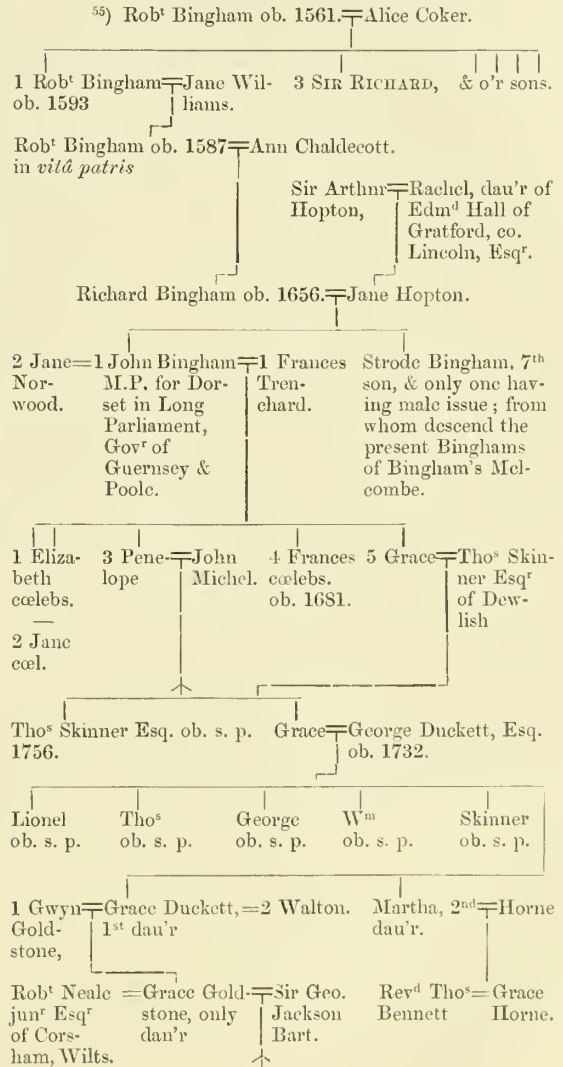 ⁵⁵) Robᵗ Bingham ob. 1561.=Alice Coker.
1 Robᵗ Bingham=Jane Wil- 3 SIR RICHARD, & o'r sons.
ob. 1593 liams.
Robᵗ Bingham ob. 1587=Ann Chaldecott.
in vitâ patris
Sir Arthur=Rachel, dau'r of
Hopton, Edmᵈ Hall of
Gratford, co.
Lincoln, Esqʳ.
Richard Bingham ob. 1656.=Jane Hopton.
2 Jane=1 John Bingham=1 Frances Strode Bingham, 7ᵗʰ
Nor- M.P. for Dor- Tren- son, & only one hav-
wood. set in Long chard. ing male issue ; from
Parliament, whom descend the
Govʳ of present Binghams
Guernsey & of Bingham's Mel-
Poole. combe.
1 Eliza- 3 Pene-=John 4 Frances 5 Grace=Thoˢ Skin-
beth lope Michel. cœlebs. ner Esqʳ
cœlebs. ob. 1681. of Dew-
— lish
2 Jane
cœl.
Thoˢ Skinner Esq. ob. s. p. Grace=George Duckett, Esq.
1756. ob. 1732.
Lionel Thoˢ George Wᵐ Skinner
ob. s. p. ob. s. p. ob. s. p. ob. s. p. ob. s. p.
1 Gwyn=Grace Duckett,=2 Walton. Martha, 2ⁿᵈ=Horne
Gold- 1ˢᵗ dau'r dau'r.
stone,
Robᵗ Neale =Grace Gold-=Sir Geo. Revᵈ Thoˢ=Grace
junʳ Esqʳ stone, only Jackson Bennett Horne.
of Cors- dau'r Bart.
ham, Wilts.